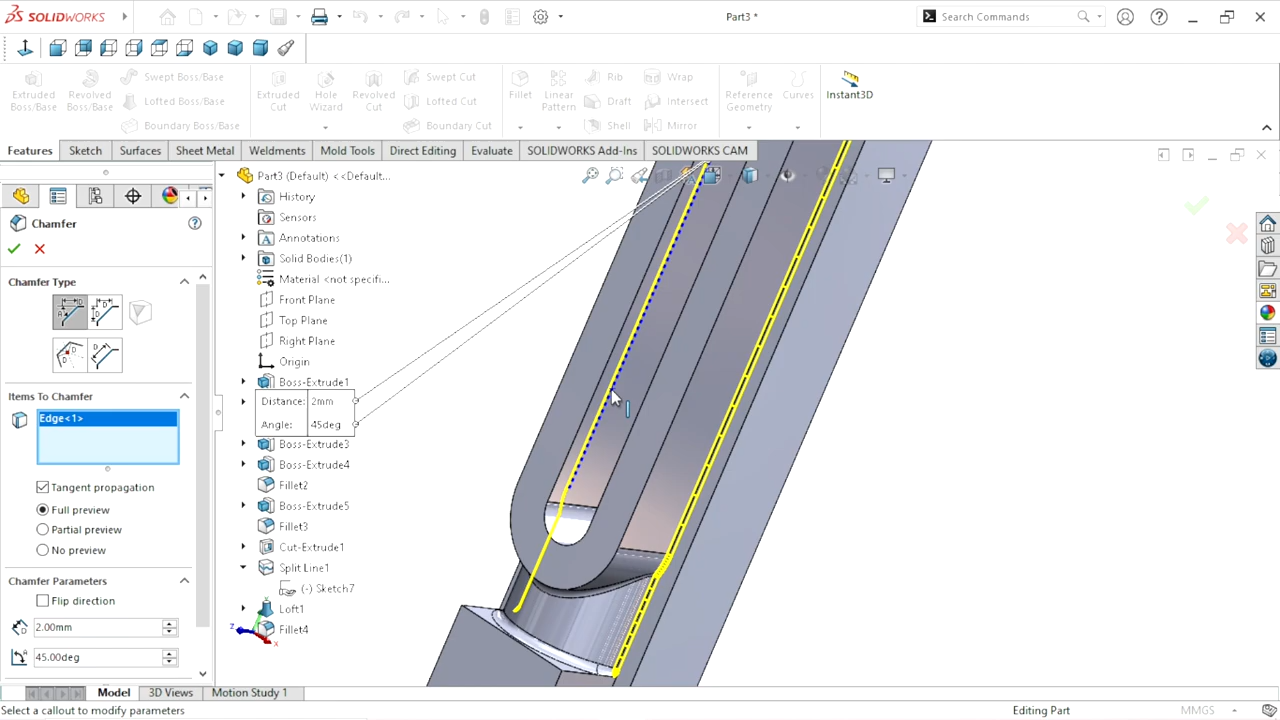 SOLIDWORKS
Part3 *
Search Commands
Extruded Boss/Base
Revolved Boss/Base
Swept Boss/Base
Lofted Boss/Base
Boundary Boss/Base
Extruded Cut
Hole Wizard
Revolved Cut
Swept Cut
Lofted Cut
Boundary Cut
Fillet
Linear Pattern
Rib
Draft
Shell
Wrap
Intersect
Mirror
Reference Geometry
Curves
Instant3D
Features
Sketch
Surfaces
Sheet Metal
Weldments
Mold Tools
Direct Editing
Evaluate
SOLIDWORKS Add-Ins
SOLIDWORKS CAM
Chamfer
Chamfer Type
Items To Chamfer
Edge<1>
Tangent propagation
Full preview
Partial preview
No preview
Chamfer Parameters
Flip direction
2.00mm
45.00deg
Part3 (Default) <<Default...
History
Sensors
Annotations
Solid Bodies(1)
Material <not specifi...
Front Plane
Top Plane
Right Plane
Origin
Boss-Extrude1
Distance: 2mm
Angle: 45deg
Boss-Extrude3
Boss-Extrude4
Fillet2
Boss-Extrude5
Fillet3
Cut-Extrude1
Split Line1
(-) Sketch7
Loft1
Fillet4
z
x
Model
3D Views
Motion Study 1
Select a callout to modify parameters
Editing Part
MMGS